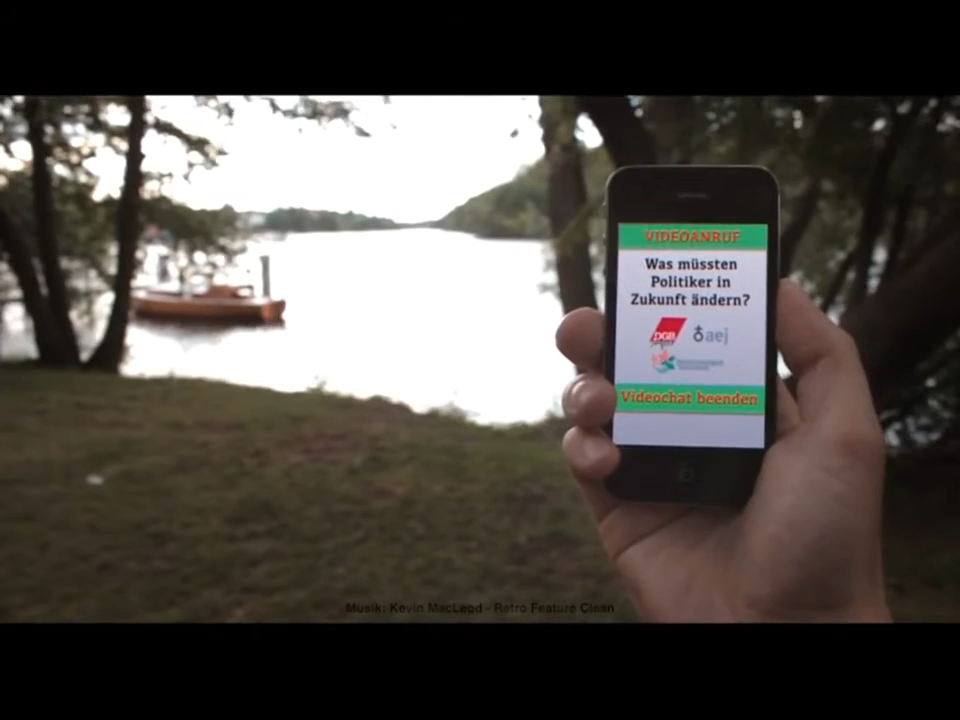 VIDEOANRUF
Was müssten
Politiker in
Zukunft ändern?
DGB
aej
Videochat beenden
Musik: Kevin MacLeod - Retro Feature Clean